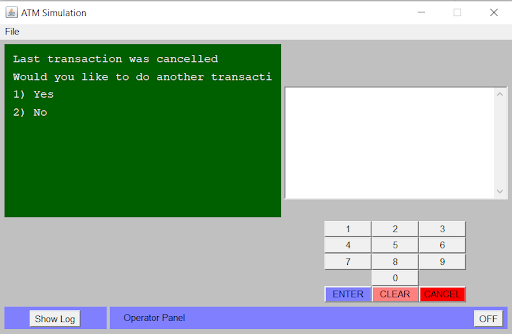 ATM Simulation
File
Last transaction was cancelled
Would you like to do another transacti
1) Yes
2) No
1 2 3
4 5 6
7 8 9
0
ENTER CLEAR CANCEL
Show Log Operator Panel OFF